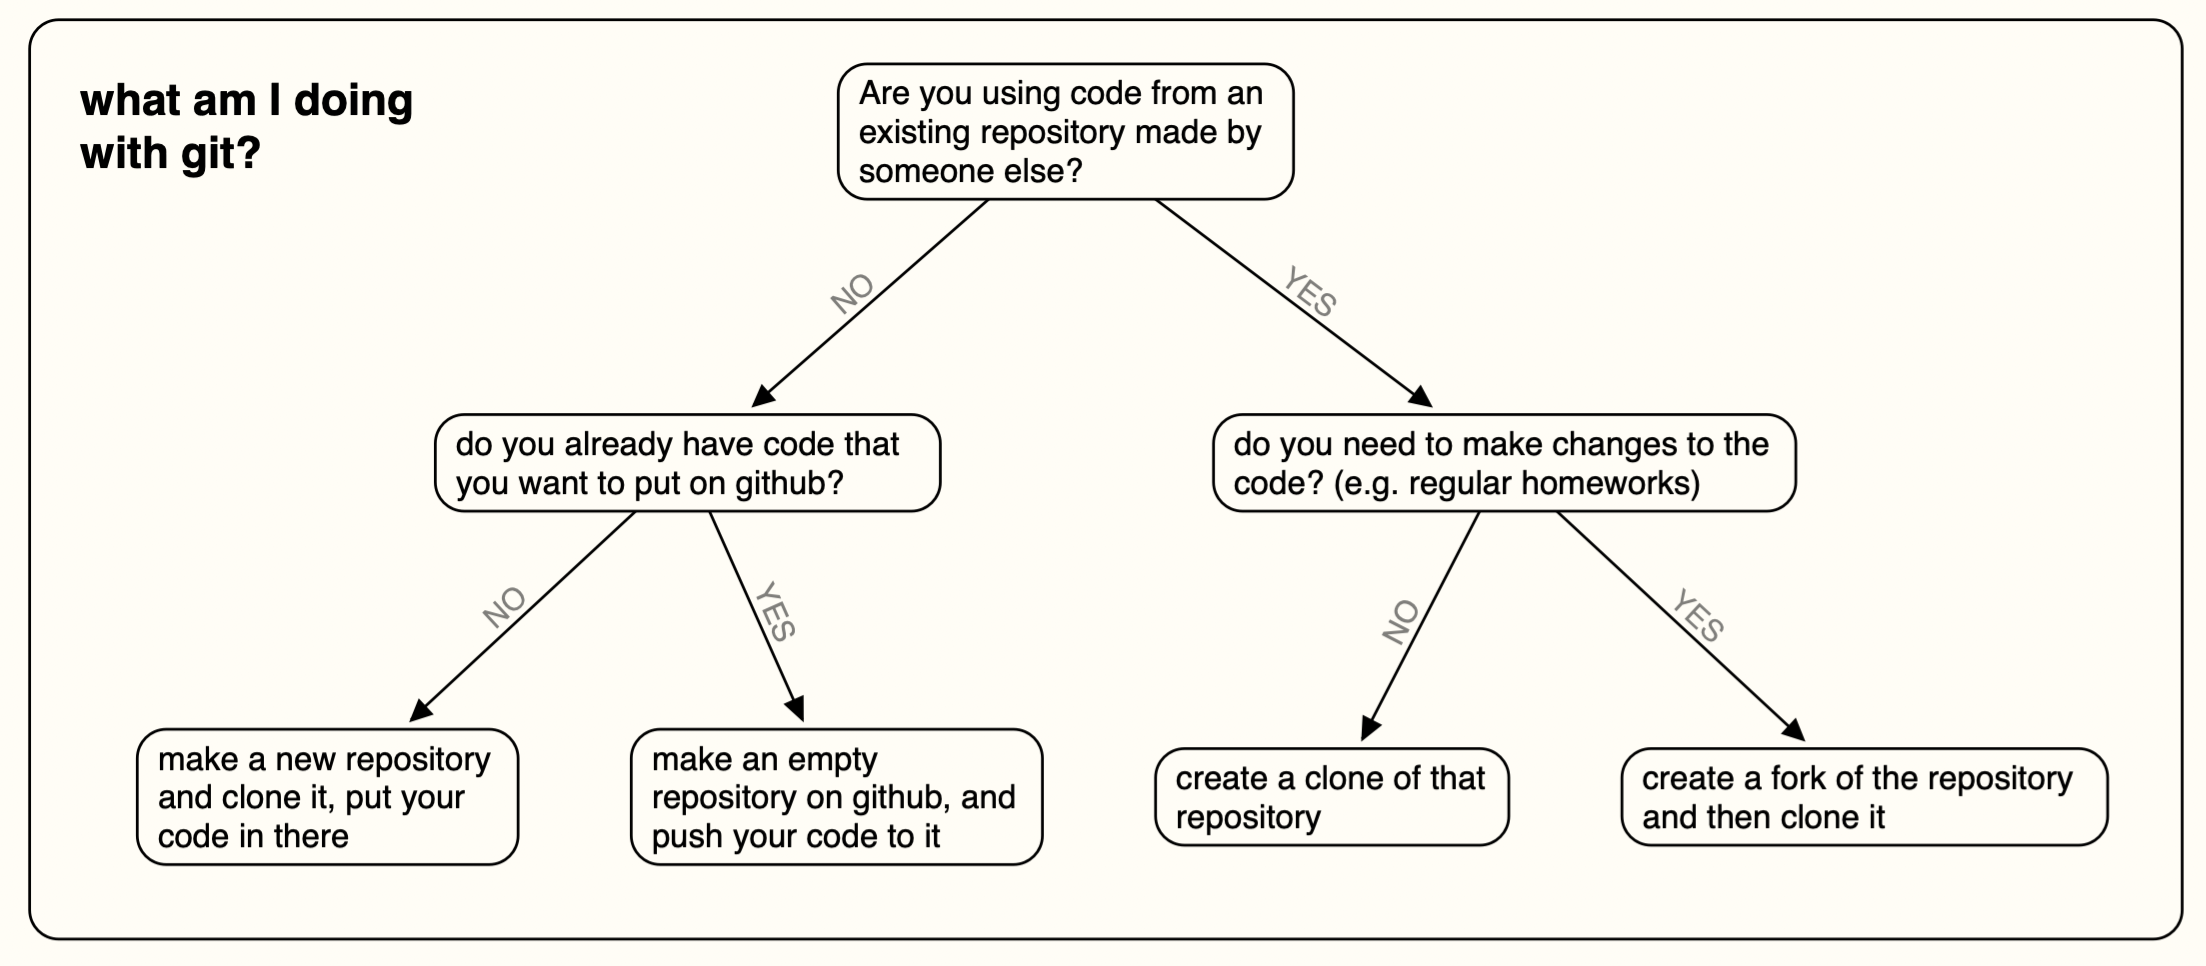 what am I doing
with git?
Are you using code from an
existing repository made by
someone else?
NO
YES
do you already have code that
you want to put on github?
do you need to make changes to the
code? (e.g. regular homeworks)
NO
YES
NO
YES
make a new repository
and clone it, put your
code in there
make an empty
repository on github, and
push your code to it
create a clone of that
repository
create a fork of the repository
and then clone it